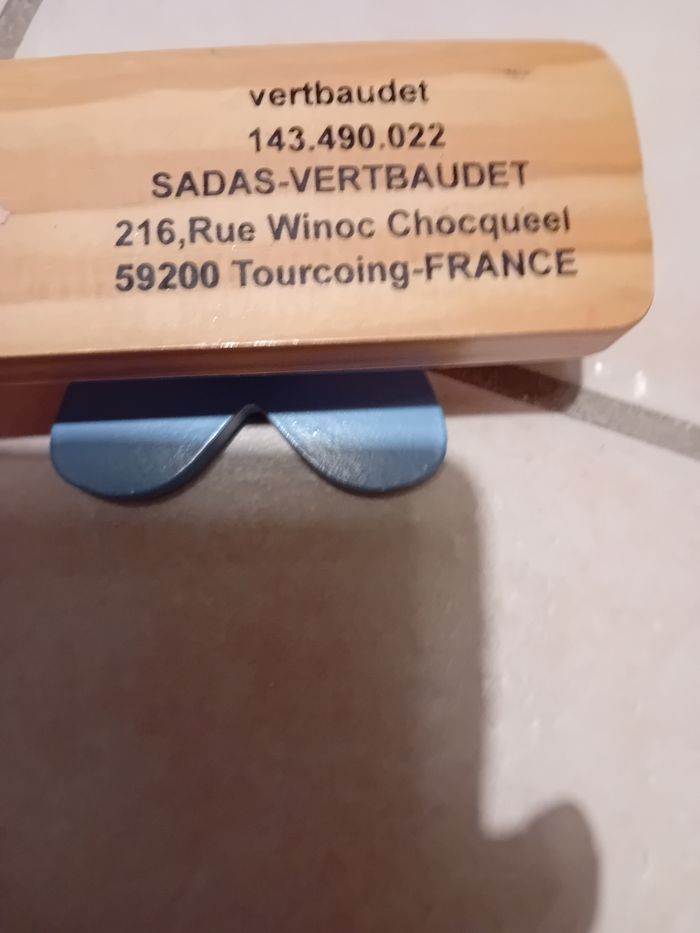 vertbaudet
143.490.022
SADAS-VERTBAUDET
216,Rue Winoc Chocqueel
59200 Tourcoing-FRANCE